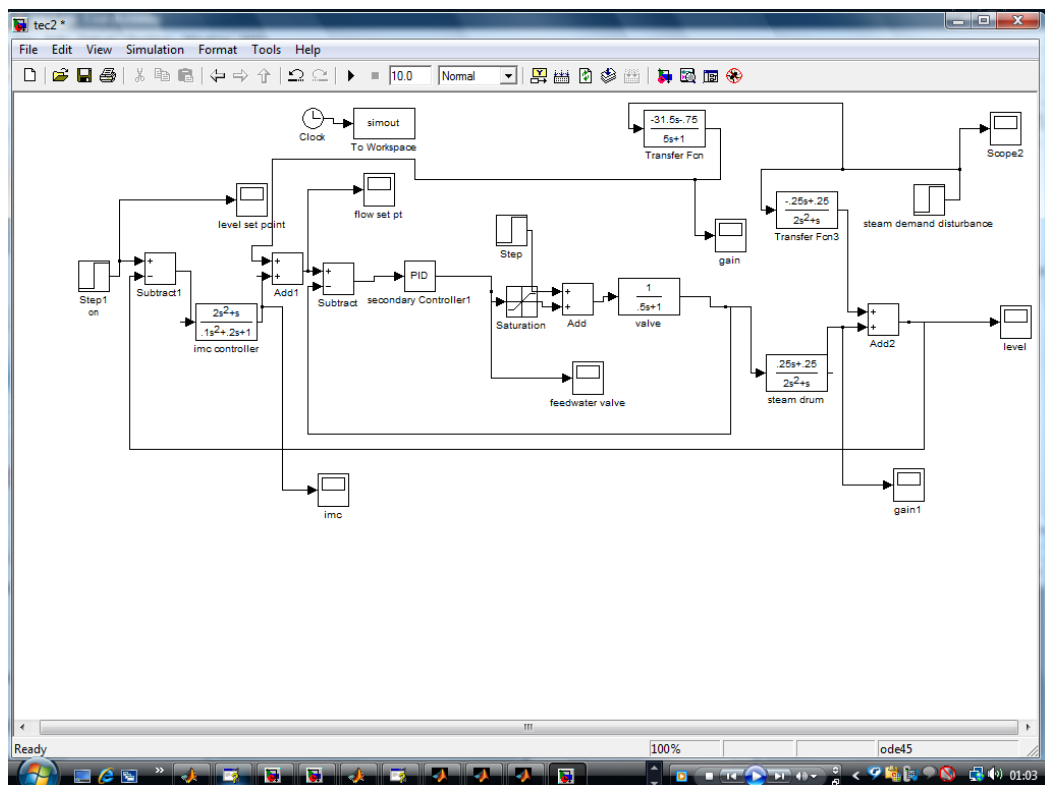 tec2 *
File Edit View Simulation Format Tools Help
10.0 Normal
Clock
simout
To Workspace
-31.5s-.75
5s+1
Transfer Fcn
Scope2
level set point
flow set pt
-.25s+.25
2s²+s
Transfer Fcn3
steam demand disturbance
gain
Step
Step1
on
+
−
Subtract1
+
+
Add1
+
−
Subtract
PID
secondary Controller1
Saturation
+
+
Add
1
.5s+1
valve
2s²+s
.1s²+.2s+1
imc controller
+
+
Add2
level
.25s+.25
2s²+s
steam drum
feedwater valve
imc
gain1
Ready 100% ode45
01:03